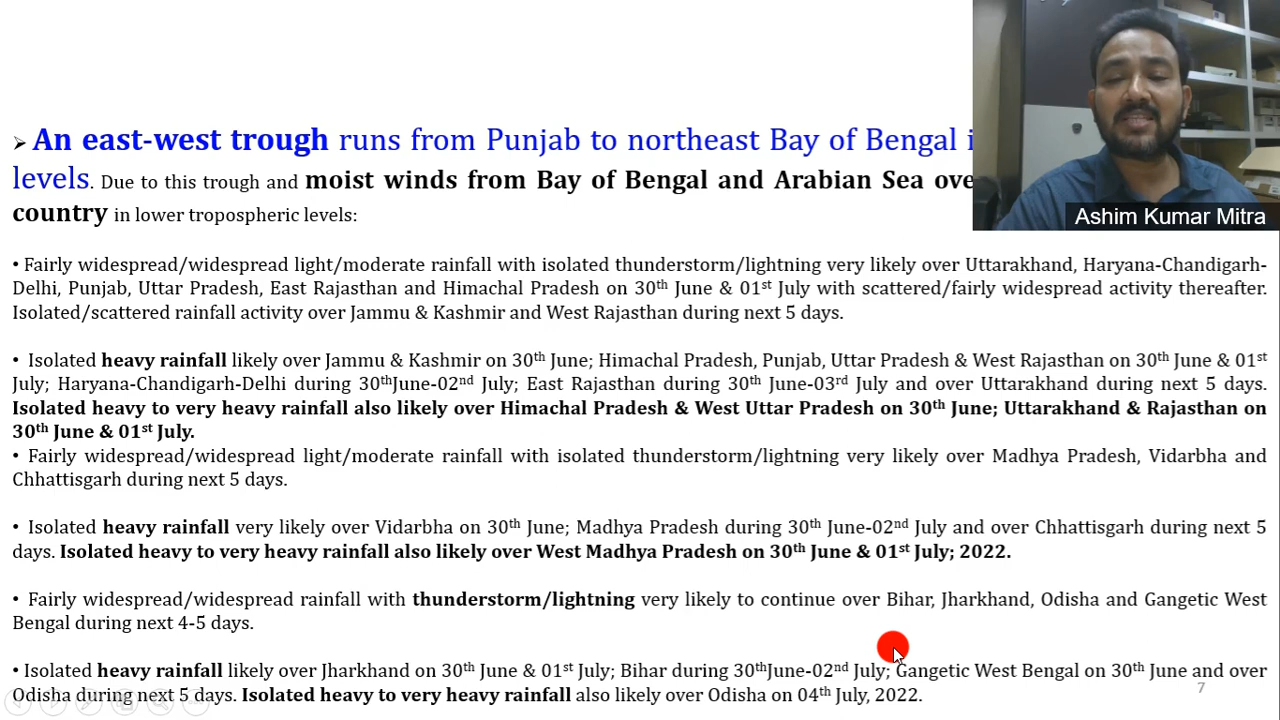 ➢ An east-west trough runs from Punjab to northeast Bay of Bengal
levels. Due to this trough and moist winds from Bay of Bengal and Arabian Sea
country in lower tropospheric levels:
• Fairly widespread/widespread light/moderate rainfall with isolated thunderstorm/lightning very likely over Uttarakhand, Haryana-Chandigarh-
Delhi, Punjab, Uttar Pradesh, East Rajasthan and Himachal Pradesh on 30th June & 01st July with scattered/fairly widespread activity thereafter.
Isolated/scattered rainfall activity over Jammu & Kashmir and West Rajasthan during next 5 days.
• Isolated heavy rainfall likely over Jammu & Kashmir on 30th June; Himachal Pradesh, Punjab, Uttar Pradesh & West Rajasthan on 30th June & 01st
July; Haryana-Chandigarh-Delhi during 30thJune-02nd July; East Rajasthan during 30th June-03rd July and over Uttarakhand during next 5 days.
Isolated heavy to very heavy rainfall also likely over Himachal Pradesh & West Uttar Pradesh on 30th June; Uttarakhand & Rajasthan on
30th June & 01st July.
• Fairly widespread/widespread light/moderate rainfall with isolated thunderstorm/lightning very likely over Madhya Pradesh, Vidarbha and
Chhattisgarh during next 5 days.
• Isolated heavy rainfall very likely over Vidarbha on 30th June; Madhya Pradesh during 30th June-02nd July and over Chhattisgarh during next 5
days. Isolated heavy to very heavy rainfall also likely over West Madhya Pradesh on 30th June & 01st July; 2022.
• Fairly widespread/widespread rainfall with thunderstorm/lightning very likely to continue over Bihar, Jharkhand, Odisha and Gangetic West
Bengal during next 4-5 days.
• Isolated heavy rainfall likely over Jharkhand on 30th June & 01st July; Bihar during 30thJune-02nd July; Gangetic West Bengal on 30th June and over
Odisha during next 5 days. Isolated heavy to very heavy rainfall also likely over Odisha on 04th July, 2022.
7
Ashim Kumar Mitra